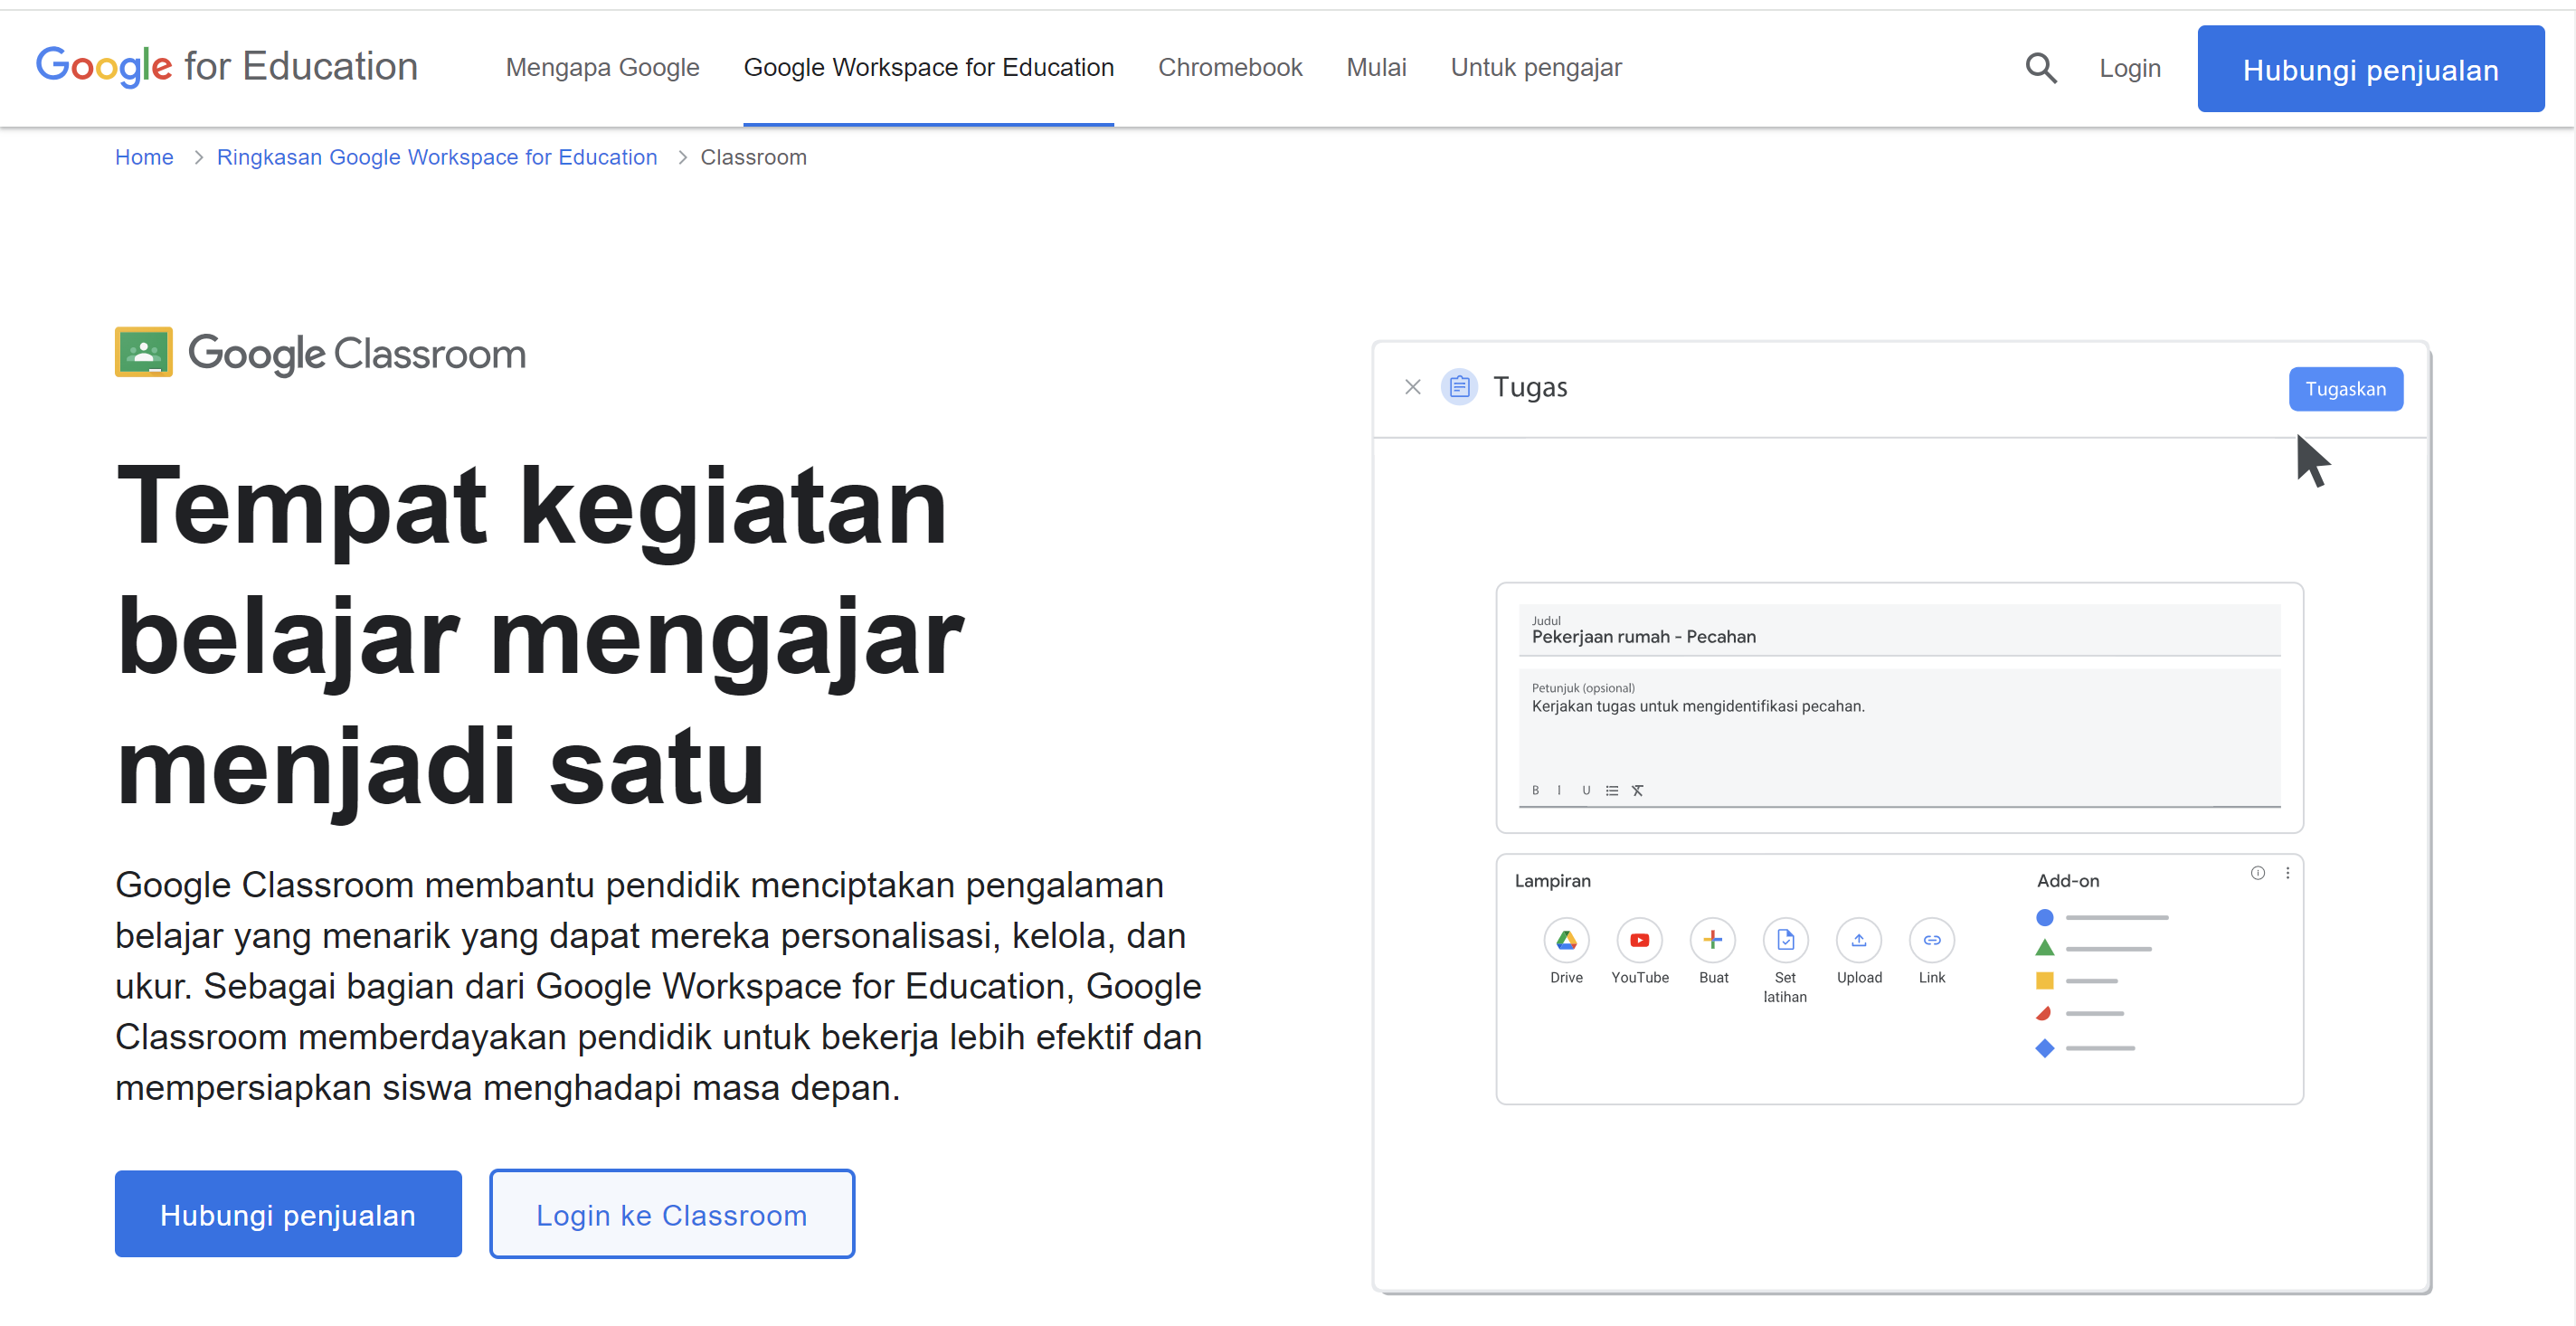 Google for Education
Mengapa Google
Google Workspace for Education
Chromebook
Mulai
Untuk pengajar
Login
Hubungi penjualan
Home > Ringkasan Google Workspace for Education > Classroom
Google Classroom
Tempat kegiatan
belajar mengajar
menjadi satu
Google Classroom membantu pendidik menciptakan pengalaman
belajar yang menarik yang dapat mereka personalisasi, kelola, dan
ukur. Sebagai bagian dari Google Workspace for Education, Google
Classroom memberdayakan pendidik untuk bekerja lebih efektif dan
mempersiapkan siswa menghadapi masa depan.
Hubungi penjualan
Login ke Classroom
Tugas
Tugaskan
Judul
Pekerjaan rumah - Pecahan
Petunjuk (opsional)
Kerjakan tugas untuk mengidentifikasi pecahan.
B I U
Lampiran
Drive
YouTube
Buat
Set
latihan
Upload
Link
Add-on